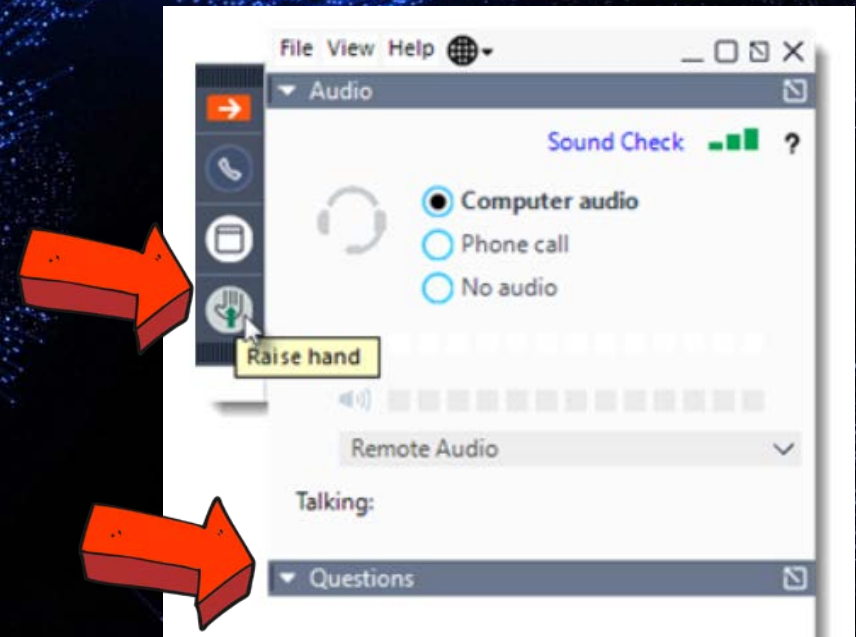 File View Help
Audio
Sound Check ?
Computer audio
Phone call
No audio
Raise hand
Remote Audio
Talking:
Questions